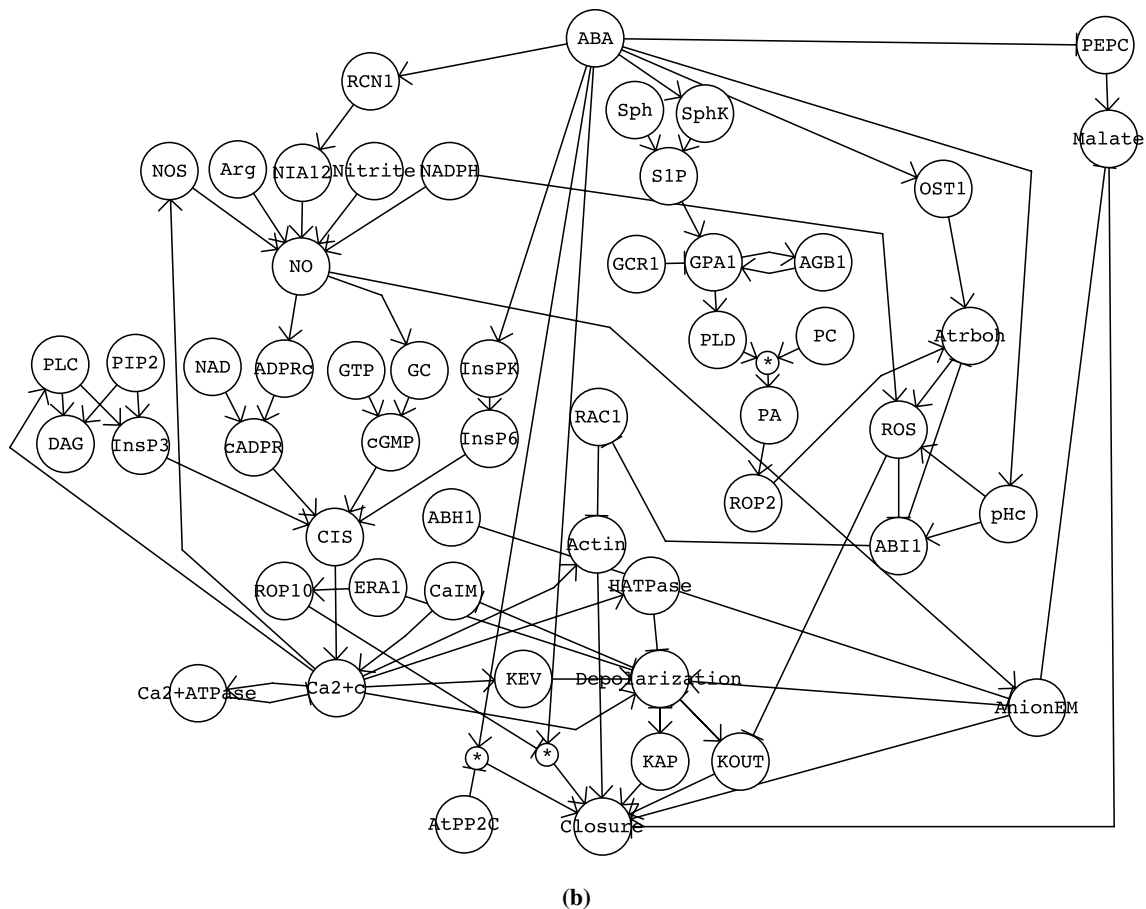 ABA
PEPC
RCN1
Sph
SphK
Malate
NOS
Arg
NIA12
Nitrite
NADPH
S1P
OST1
NO
GCR1
GPA1
AGB1
PLC
PIP2
NAD
ADPRc
GTP
GC
InsPK
PLD
*
PC
Atrboh
DAG
InsP3
cADPR
cGMP
InsP6
RAC1
PA
ROS
ROP2
CIS
ABH1
Actin
ABI1
pHc
ROP10
ERA1
CaIM
HATPase
Ca2+ATPase
Ca2+c
KEV
Depolarization
AnionEM
*
*
KAP
KOUT
AtPP2C
Closure
(b)